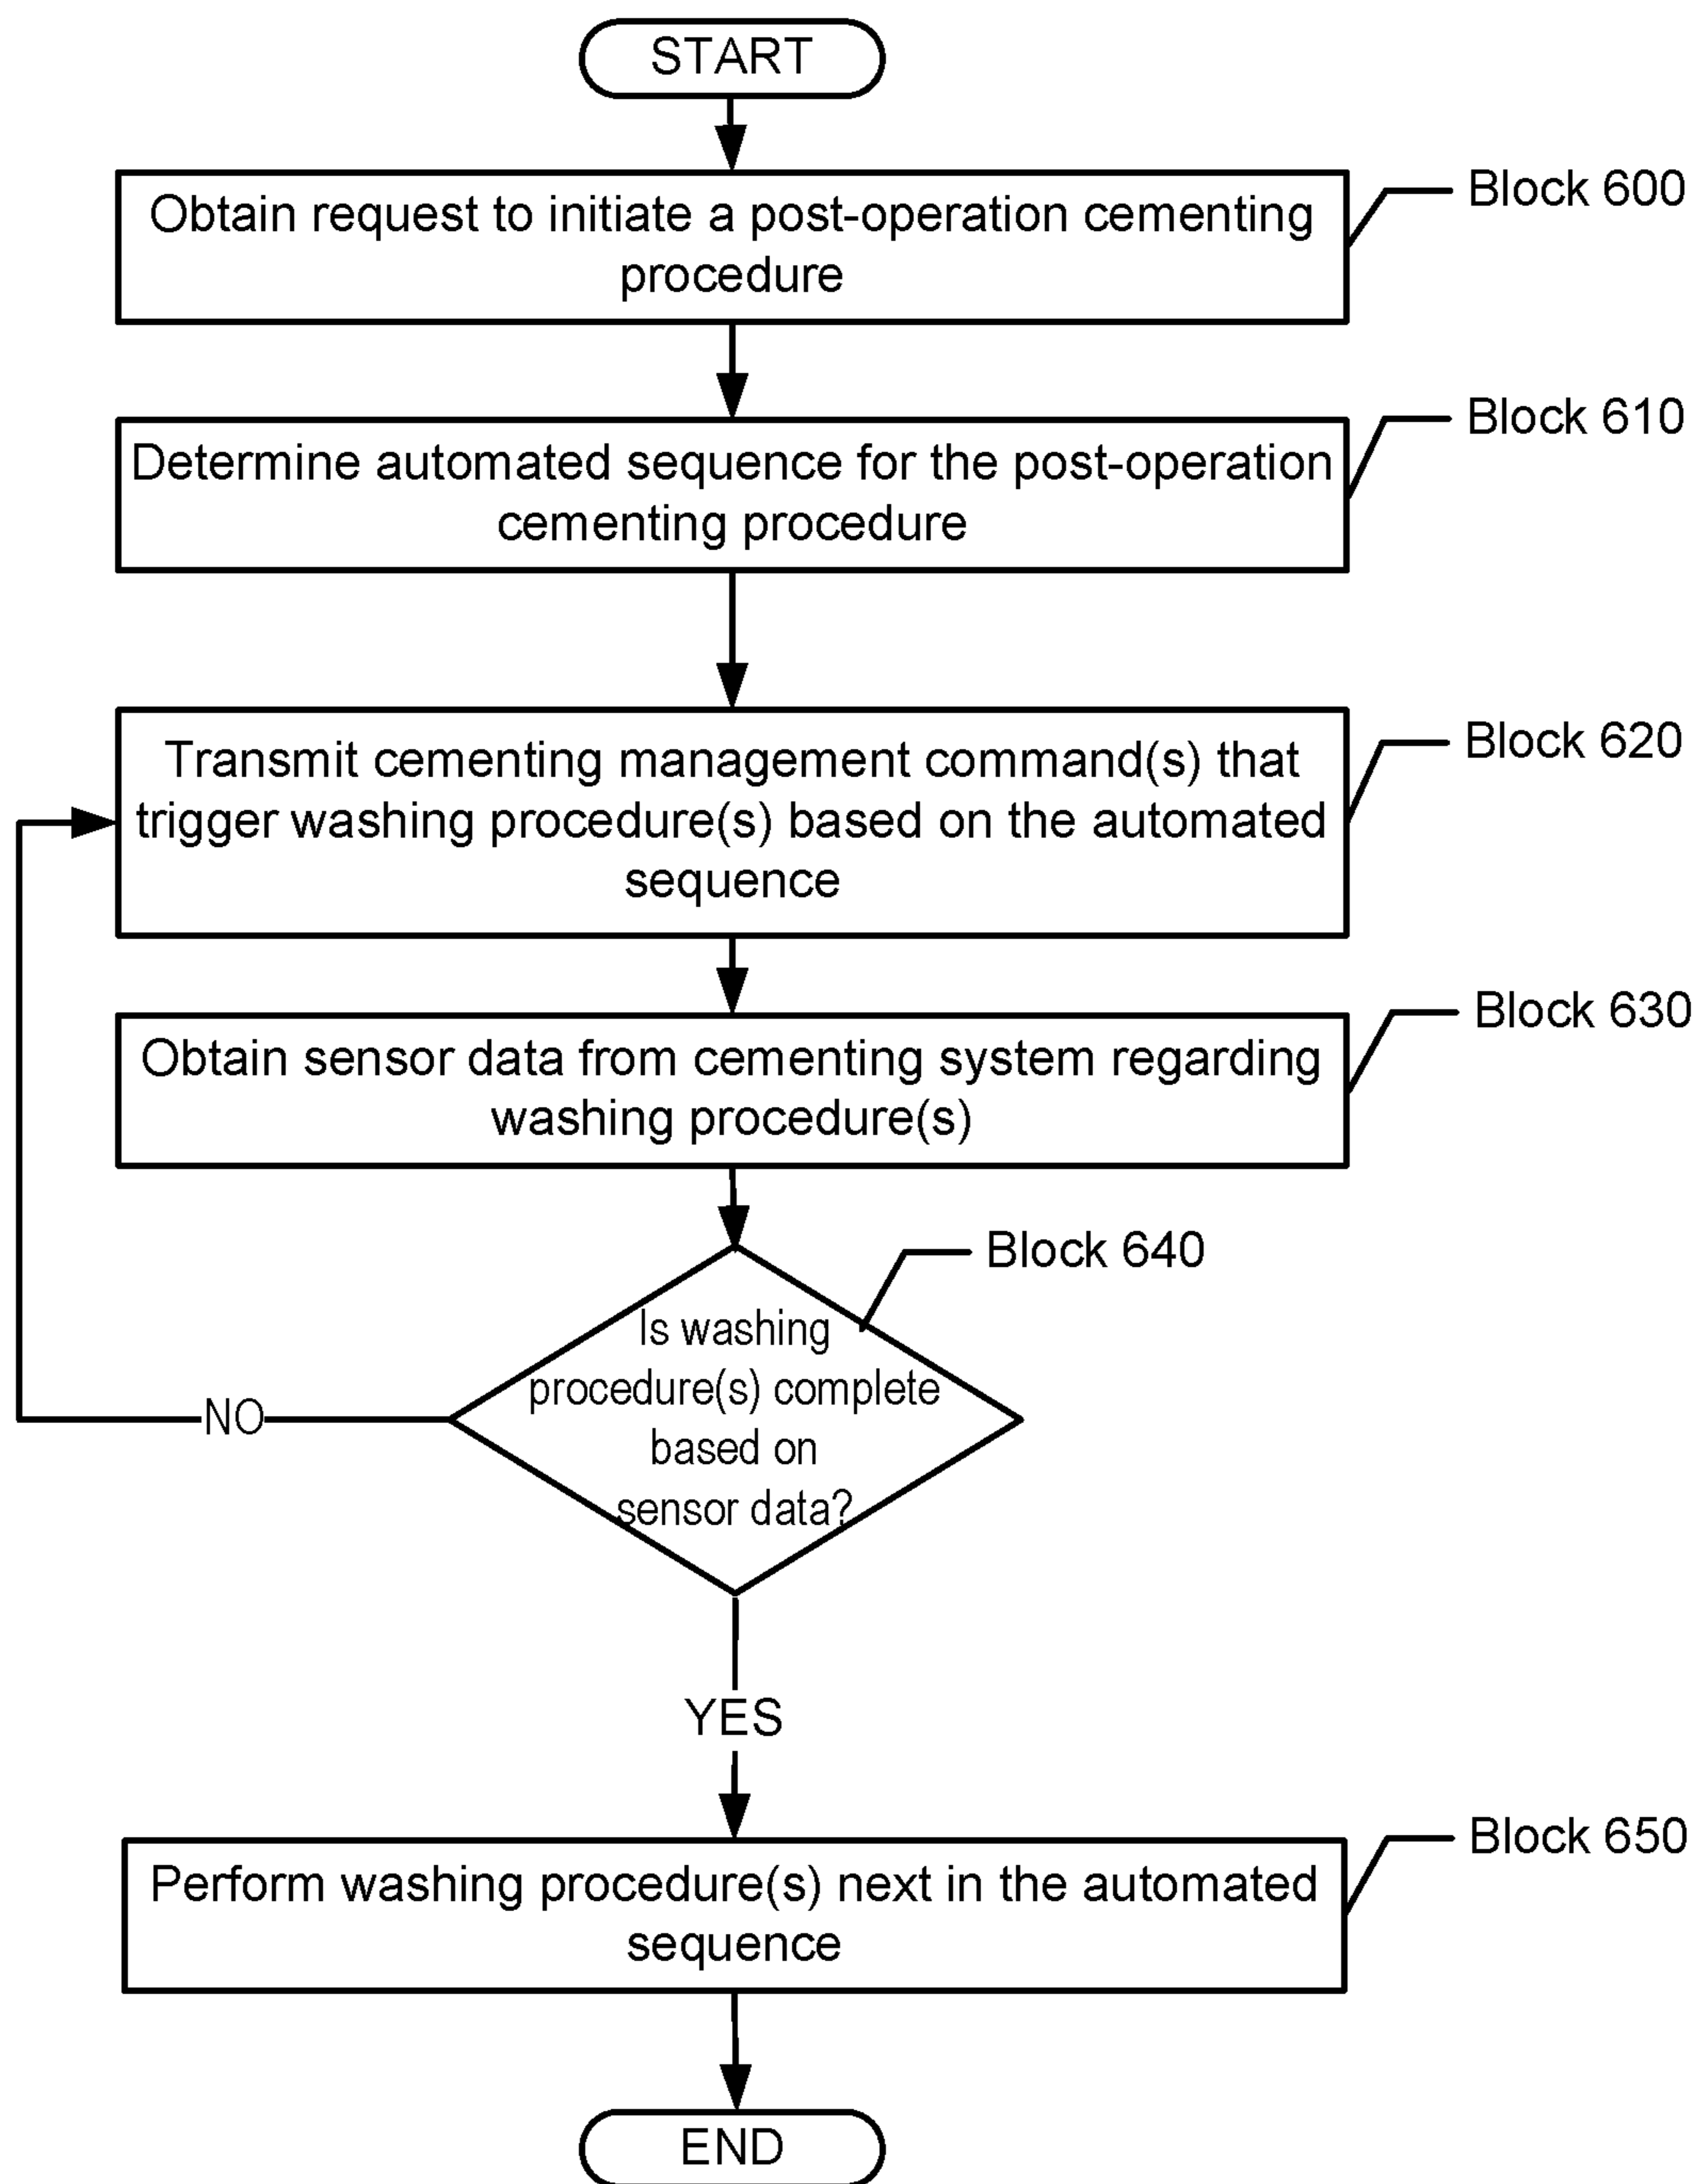 START
Obtain request to initiate a post-operation cementing
procedure
Block 600
Determine automated sequence for the post-operation
cementing procedure
Block 610
Transmit cementing management command(s) that
trigger washing procedure(s) based on the automated
sequence
Block 620
Obtain sensor data from cementing system regarding
washing procedure(s)
Block 630
Block 640
Is washing
procedure(s) complete
based on
sensor data?
NO
YES
Block 650
Perform washing procedure(s) next in the automated
sequence
END